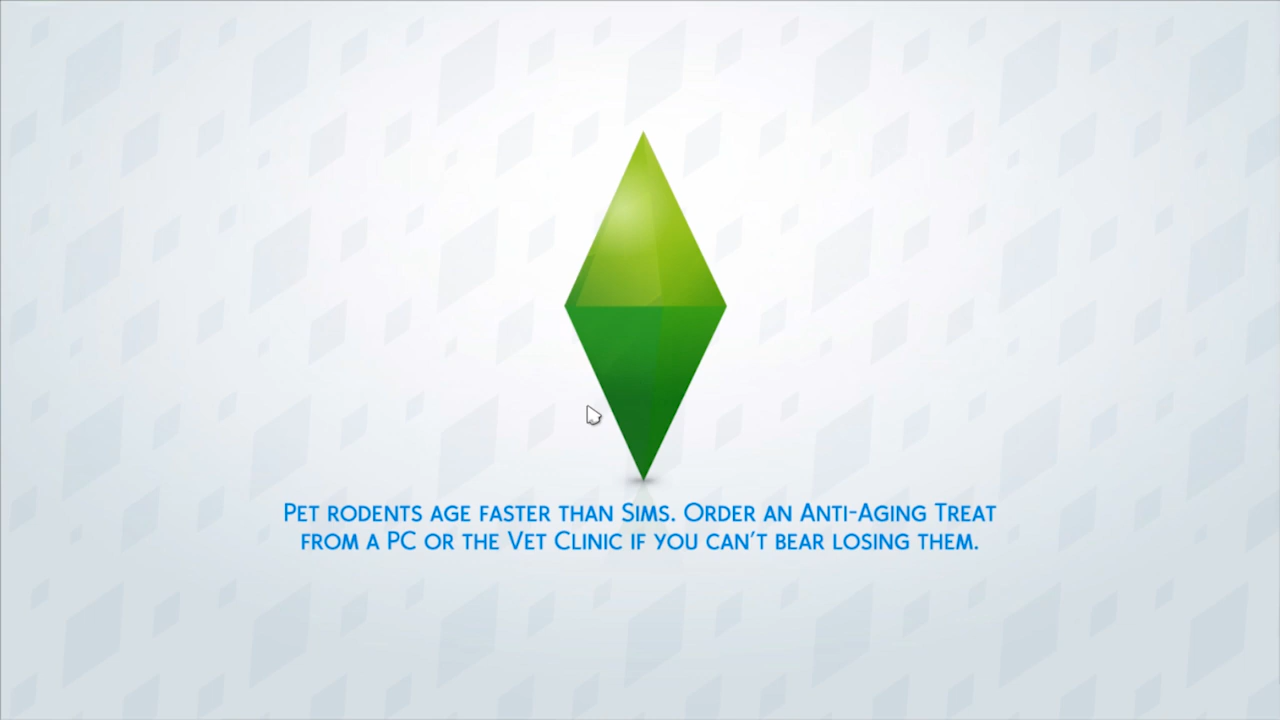 Pet rodents age faster than Sims. Order an Anti-Aging Treat
from a PC or the Vet Clinic if you can't bear losing them.